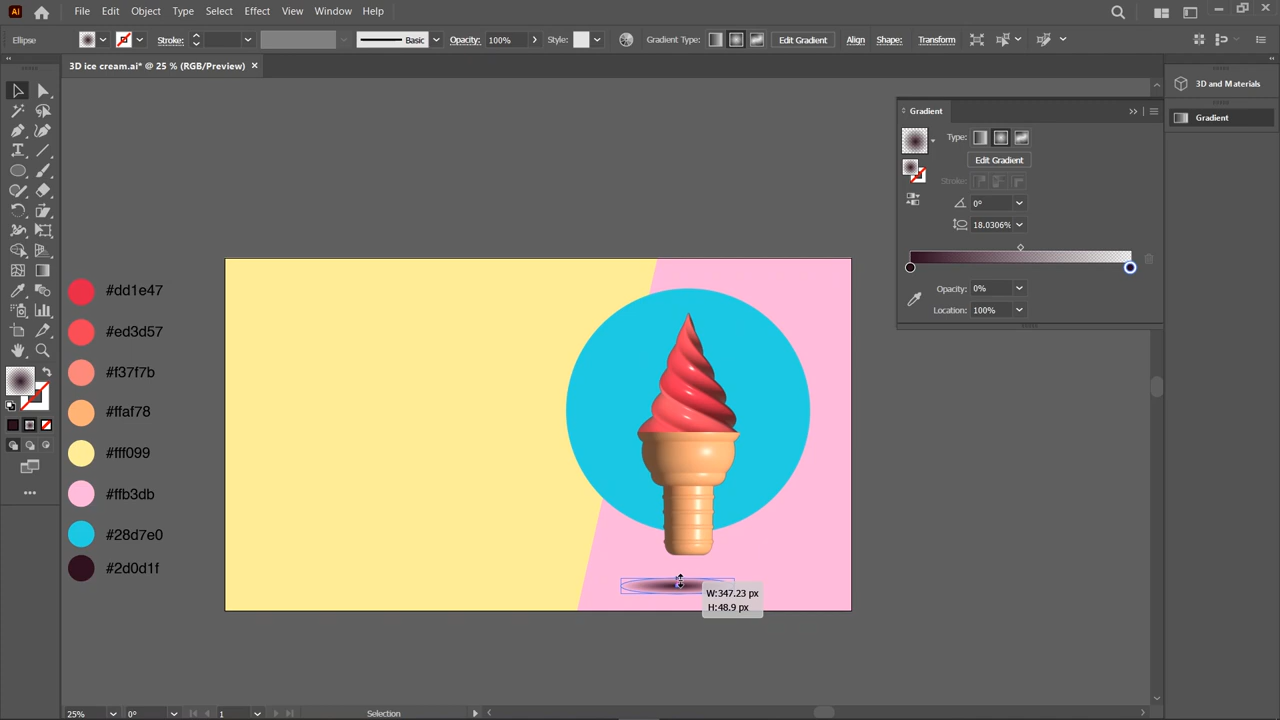 Ai File Edit Object Type Select Effect View Window Help
Ellipse Stroke: Basic Opacity: 100% Style: Gradient Type: Edit Gradient Align Shape: Transform
3D ice cream.ai* @ 25 % (RGB/Preview) ×
3D and Materials
Gradient
Gradient
Type:
Edit Gradient
Stroke:
0°
18.0306%
Opacity: 0%
Location: 100%
#dd1e47
#ed3d57
#f37f7b
#ffaf78
#fff099
#ffb3db
#28d7e0
#2d0d1f
W:347.23 px
H:48.9 px
25% 0° 1 Selection